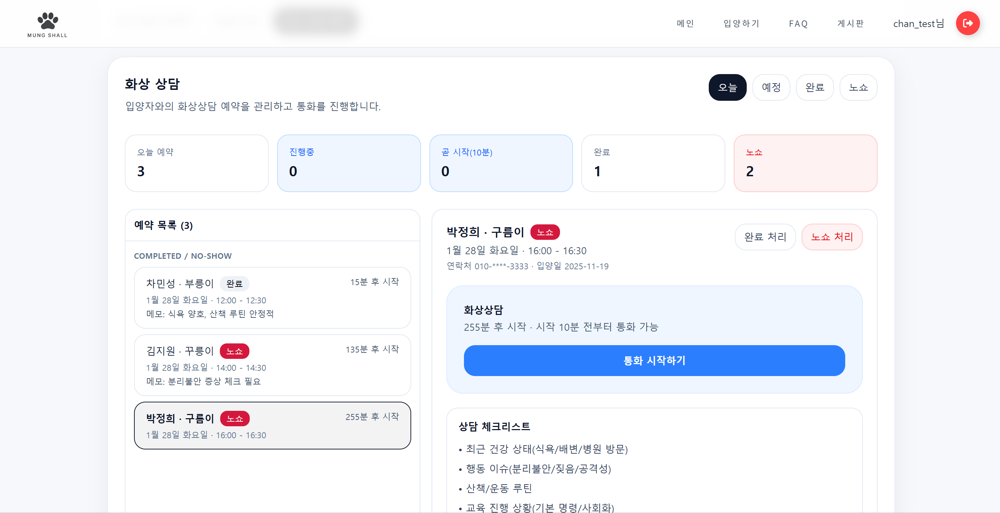 MUNG SHALL
메인
입양하기
FAQ
게시판
chan_test님
화상 상담
입양자와의 화상상담 예약을 관리하고 통화를 진행합니다.
오늘
예정
완료
노쇼
오늘 예약
3
진행중
0
곧 시작(10분)
0
완료
1
노쇼
2
예약 목록 (3)
COMPLETED / NO-SHOW
차민성 · 부릉이 완료 15분 후 시작
1월 28일 화요일 · 12:00 - 12:30
메모: 식욕 양호, 산책 루틴 안정적
김지원 · 꾸릉이 노쇼 135분 후 시작
1월 28일 화요일 · 14:00 - 14:30
메모: 분리불안 증상 체크 필요
박정희 · 구름이 노쇼 255분 후 시작
1월 28일 화요일 · 16:00 - 16:30
박정희 · 구름이 노쇼
1월 28일 화요일 · 16:00 - 16:30
연락처 010-****-3333 · 입양일 2025-11-19
완료 처리
노쇼 처리
화상상담
255분 후 시작 · 시작 10분 전부터 통화 가능
통화 시작하기
상담 체크리스트
• 최근 건강 상태(식욕/배변/병원 방문)
• 행동 이슈(분리불안/짖음/공격성)
• 산책/운동 루틴
• 교육 진행 상황(기본 명령/사회화)